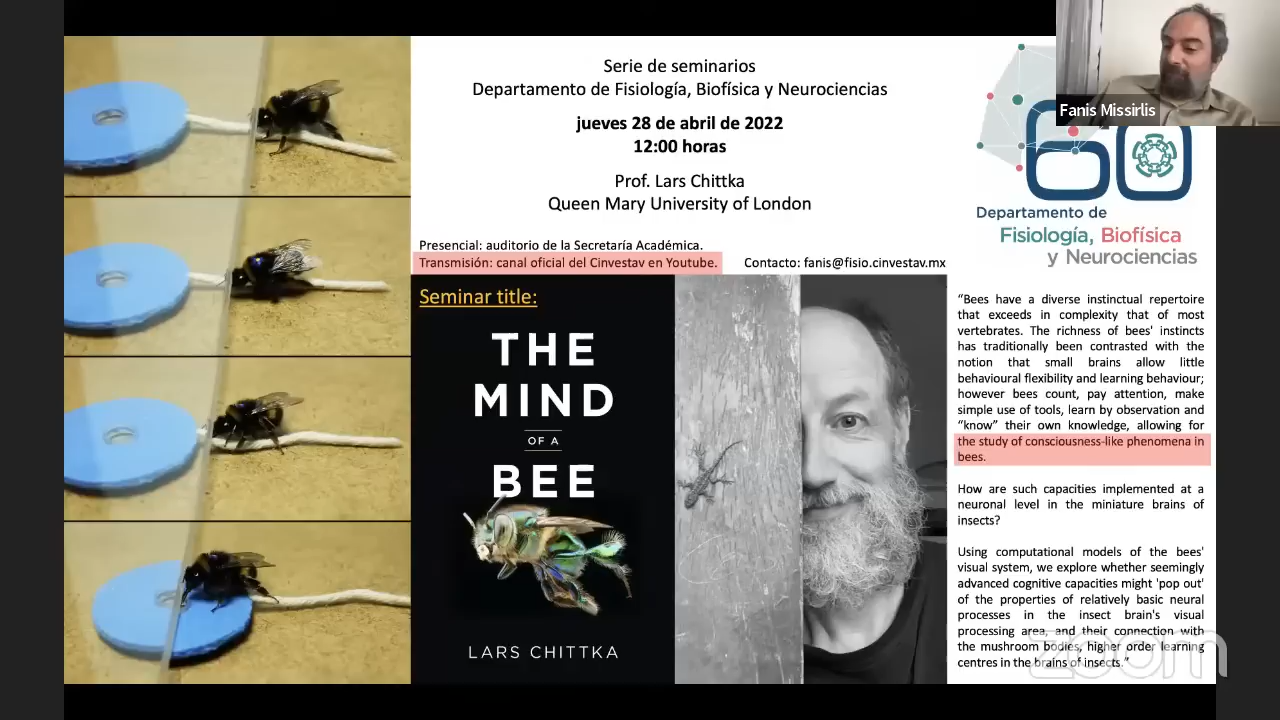 Serie de seminarios
Departamento de Fisiología, Biofísica y Neurociencias
jueves 28 de abril de 2022
12:00 horas
Prof. Lars Chittka
Queen Mary University of London
Presencial: auditorio de la Secretaría Académica.
Transmisión: canal oficial del Cinvestav en Youtube.
Contacto: fanis@fisio.cinvestav.mx
Fanis Missirlis
60
Departamento de
Fisiología, Biofísica
y Neurociencias
Seminar title:
THE
MIND
OF A
BEE
LARS CHITTKA
“Bees have a diverse instinctual repertoire
that exceeds in complexity that of most
vertebrates. The richness of bees' instincts
has traditionally been contrasted with the
notion that small brains allow little
behavioural flexibility and learning behaviour;
however bees count, pay attention, make
simple use of tools, learn by observation and
“know” their own knowledge, allowing for
the study of consciousness-like phenomena in
bees.
How are such capacities implemented at a
neuronal level in the miniature brains of
insects?
Using computational models of the bees'
visual system, we explore whether seemingly
advanced cognitive capacities might 'pop out'
of the properties of relatively basic neural
processes in the insect brain's visual
processing area, and their connection with
the mushroom bodies, higher order learning
centres in the brains of insects.”
zoom